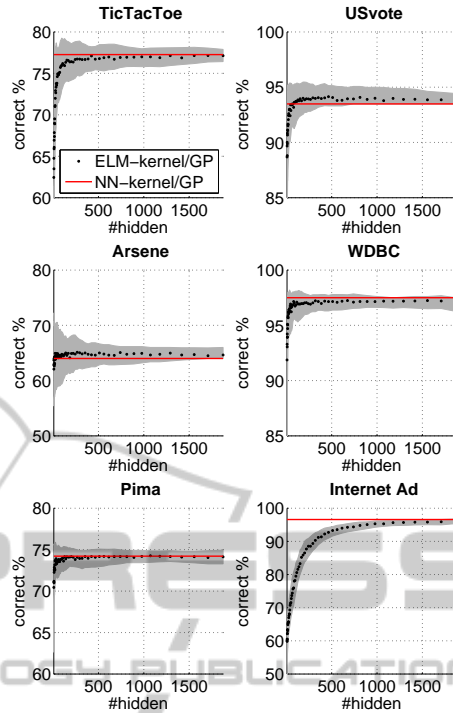 TicTacToe
80
75
70
65
60
correct %
ELM-kernel/GP
NN-kernel/GP
500 1000 1500
#hidden
USvote
100
95
90
85
correct %
500 1000 1500
#hidden
Arsene
80
70
60
50
correct %
500 1000 1500
#hidden
WDBC
100
95
90
85
correct %
500 1000 1500
#hidden
Pima
80
75
70
65
60
correct %
500 1000 1500
#hidden
Internet Ad
100
90
80
70
60
50
correct %
500 1000 1500
#hidden
PRESS
LOGY PUBLICATION